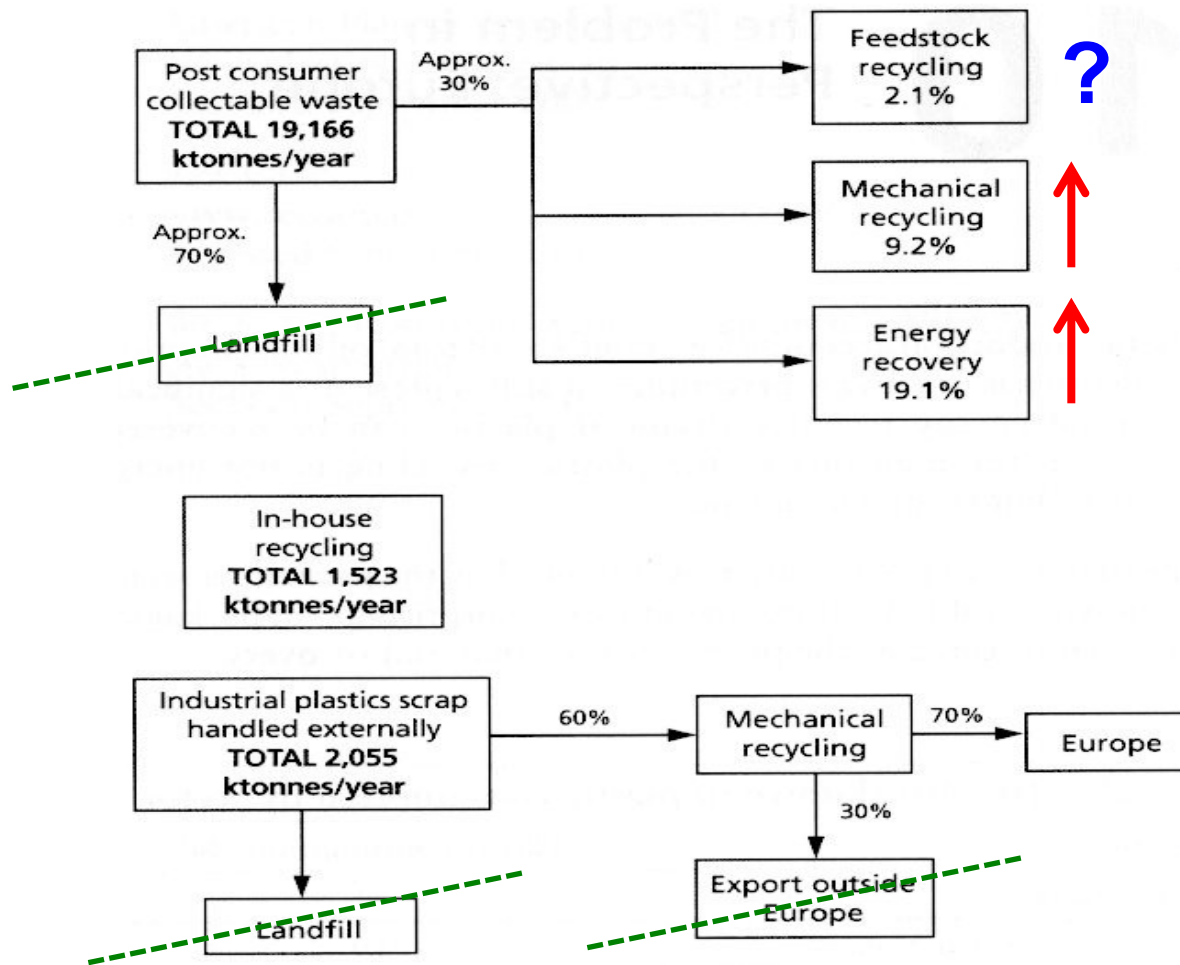 Post consumer
collectable waste
TOTAL 19,166
ktonnes/year
Approx.
30%
Feedstock
recycling
2.1%
?
Mechanical
recycling
9.2%
Energy
recovery
19.1%
Approx.
70%
Landfill
In-house
recycling
TOTAL 1,523
ktonnes/year
Industrial plastics scrap
handled externally
TOTAL 2,055
ktonnes/year
60%
Mechanical
recycling
70%
Europe
30%
Export outside
Europe
Landfill